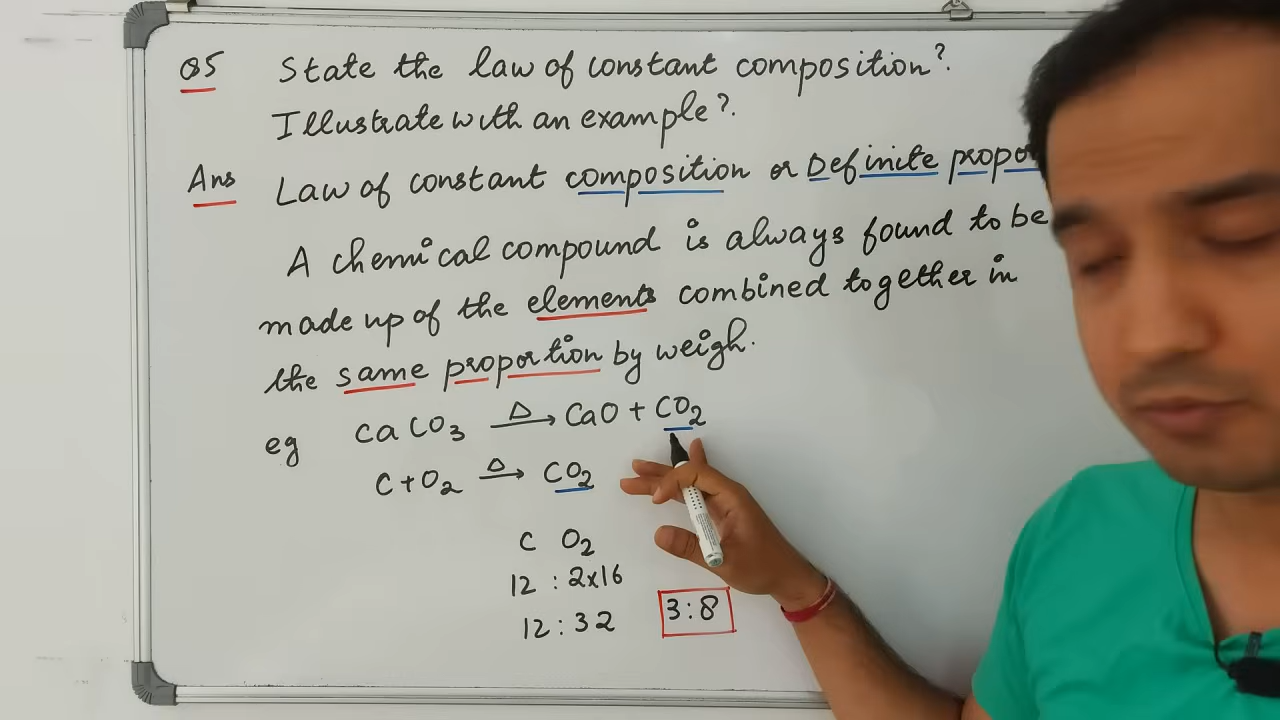 Q5 State the law of constant composition?.
Illustrate with an example?.
Ans Law of constant composition or Definite propo
A chemical compound is always found to be
made up of the elements combined together in
the same proportion by weigh.
eg CaCO3 Δ→ CaO + CO2
C+O2 Δ→ CO2
C O2
12 : 2x16
12 : 32 3:8